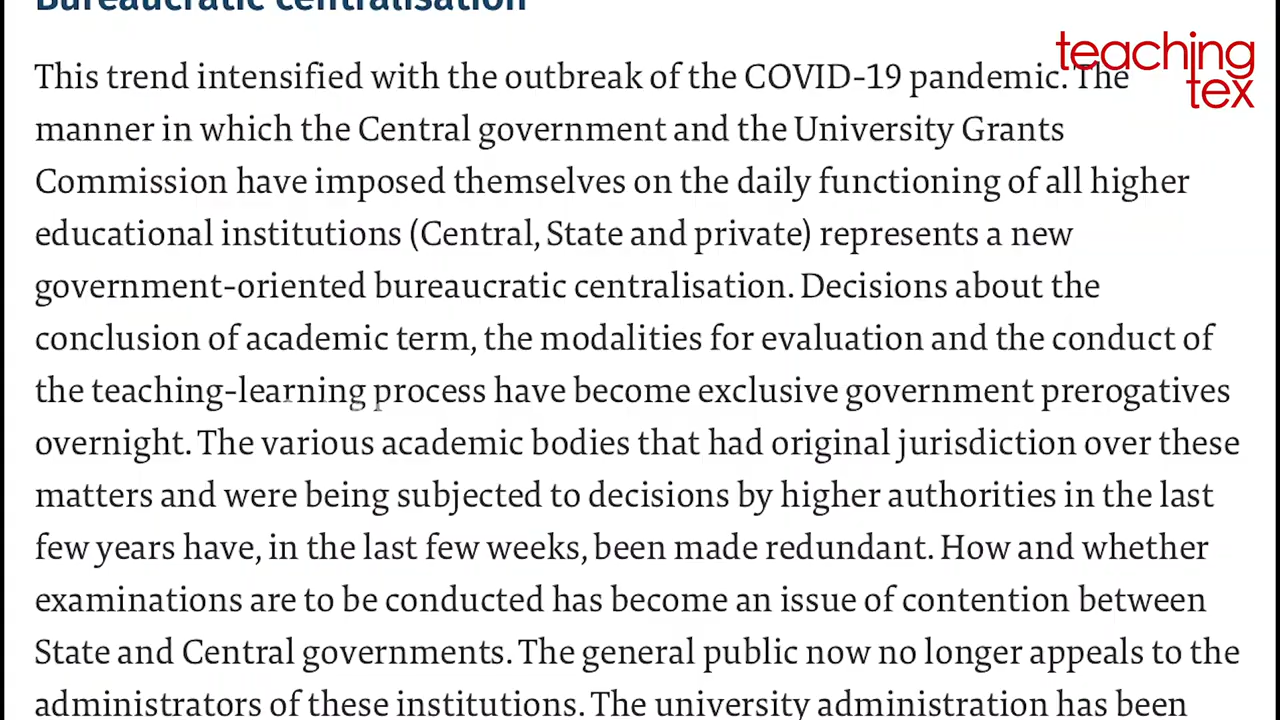 Bureaucratic centralisation
teaching
tex
This trend intensified with the outbreak of the COVID-19 pandemic. The
manner in which the Central government and the University Grants
Commission have imposed themselves on the daily functioning of all higher
educational institutions (Central, State and private) represents a new
government-oriented bureaucratic centralisation. Decisions about the
conclusion of academic term, the modalities for evaluation and the conduct of
the teaching-learning process have become exclusive government prerogatives
overnight. The various academic bodies that had original jurisdiction over these
matters and were being subjected to decisions by higher authorities in the last
few years have, in the last few weeks, been made redundant. How and whether
examinations are to be conducted has become an issue of contention between
State and Central governments. The general public now no longer appeals to the
administrators of these institutions. The university administration has been